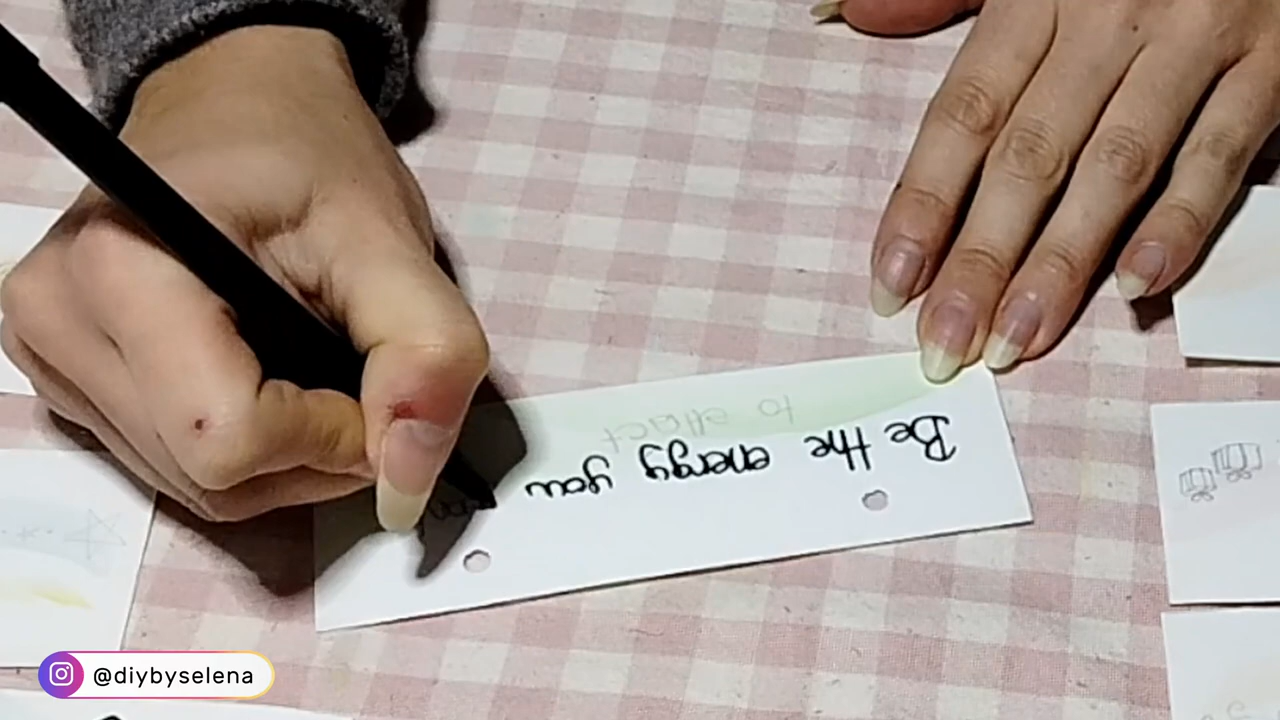 Be the energy you
to attract
@diybyselena